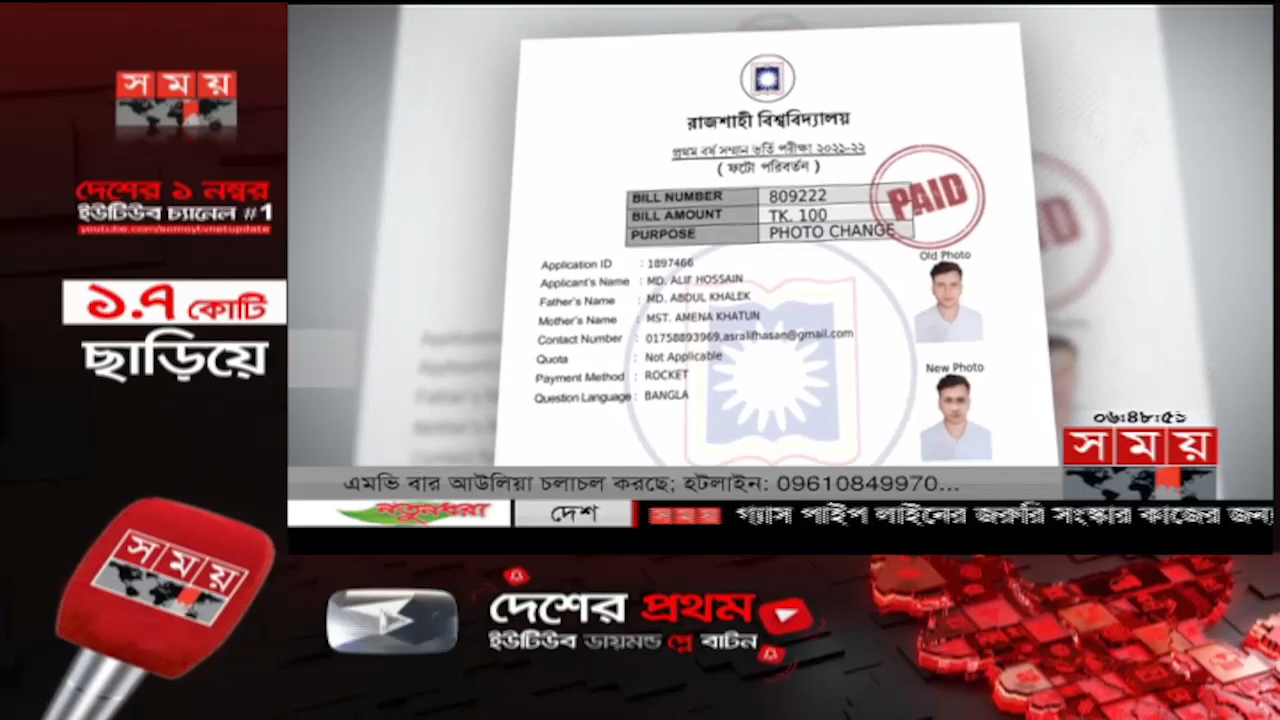 সময়
দেশের ১ নম্বর
ইউটিউব চ্যানেল #1
youtube.com/somoytvnetupdate
১.৭ কোটি
ছাড়িয়ে
সময়
রাজশাহী বিশ্ববিদ্যালয়
প্রথম বর্ষ সম্মান ভর্তি পরীক্ষা ২০২১-২২
( ফটো পরিবর্তন )
BILL NUMBER 809222
BILL AMOUNT TK. 100
PURPOSE PHOTO CHANGE
PAID
Application ID : 1897466
Applicant's Name : MD. ALIF HOSSAIN
Father's Name : MD. ABDUL KHALEK
Mother's Name : MST. AMENA KHATUN
Contact Number : 01758893969,asralifhasan@gmail.com
Quota : Not Applicable
Payment Method : ROCKET
Question Language : BANGLA
Old Photo
New Photo
০৬:৪৮:৫১
সময়
এমভি বার আউলিয়া চলাচল করছে; হটলাইন: 09610849970...
নতুনধরা
দেশ
সময় গ্যাস পাইপ লাইনের জরুরি সংস্কার কাজের জন্য
দেশের প্রথম
ইউটিউব ডায়মন্ড প্লে বাটন